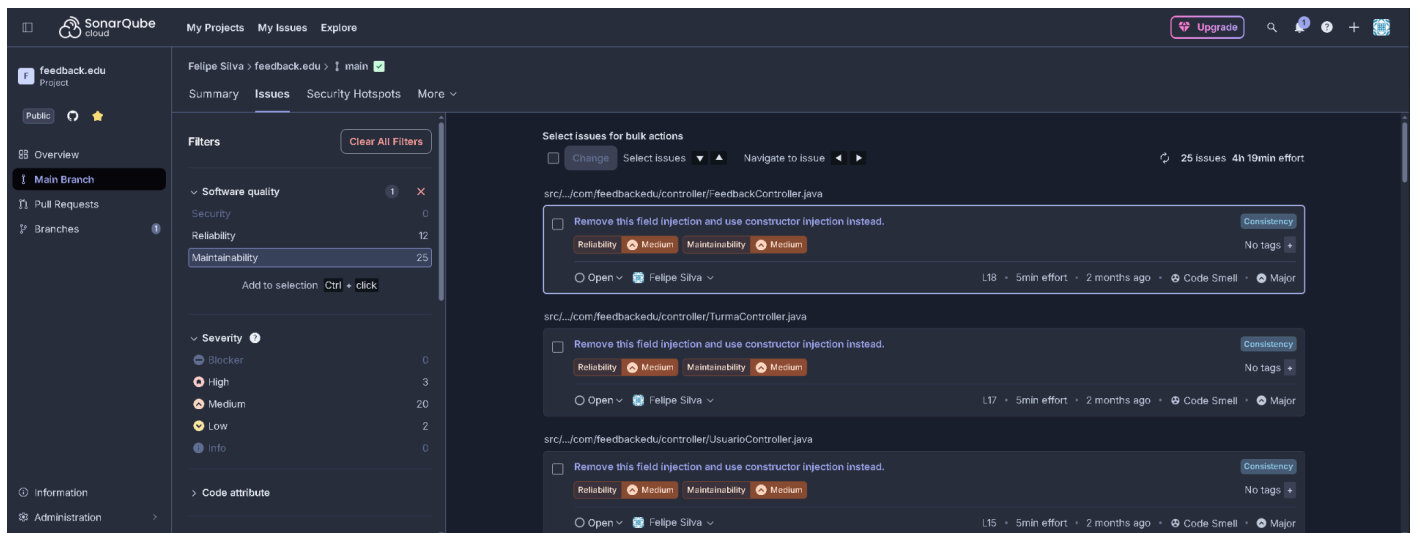 SonarQube
cloud
My Projects My Issues Explore
Upgrade
1
F
feedback.edu
Project
Public
Overview
Main Branch
Pull Requests
Branches 1
Information
Administration
Felipe Silva > feedback.edu > main
Summary Issues Security Hotspots More
Filters Clear All Filters
Software quality 1
Security 0
Reliability 12
Maintainability 25
Add to selection Ctrl + click
Severity ?
Blocker 0
High 3
Medium 20
Low 2
Info 0
Code attribute
Select issues for bulk actions
Change Select issues Navigate to issue 25 issues 4h 19min effort
src/.../com/feedbackedu/controller/FeedbackController.java
Remove this field injection and use constructor injection instead. Consistency
Reliability Medium Maintainability Medium No tags +
Open Felipe Silva L18 • 5min effort • 2 months ago • Code Smell • Major
src/.../com/feedbackedu/controller/TurmaController.java
Remove this field injection and use constructor injection instead. Consistency
Reliability Medium Maintainability Medium No tags +
Open Felipe Silva L17 • 5min effort • 2 months ago • Code Smell • Major
src/.../com/feedbackedu/controller/UsuarioController.java
Remove this field injection and use constructor injection instead. Consistency
Reliability Medium Maintainability Medium No tags +
Open Felipe Silva L15 • 5min effort • 2 months ago • Code Smell • Major